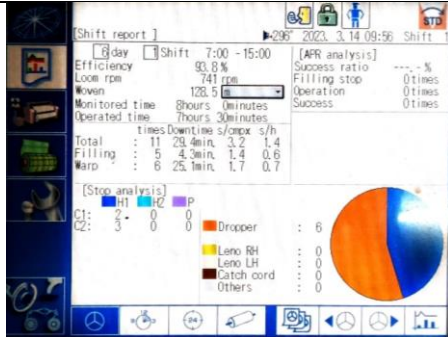 STD
[Shift report ] -296° 2023. 3.14 09:56 Shift 1
6 day 1 Shift 7:00 - 15:00
Efficiency 93.8 %
Loom rpm 741 rpm
Woven 128.5 m
Monitored time 8hours 0minutes
Operated time 7hours 30minutes
times Downtime s/cmpx s/h
Total : 11 29.4min. 3.2 1.4
Filling : 5 4.3min. 1.4 0.6
Warp : 6 25.1min. 1.7 0.7
[APR analysis]
Success ratio ---.-%
Filling stop 0times
Operation 0times
Success 0times
[Stop analysis]
H1 H2 P
C1: 2 0 0
C2: 3 0 0
Dropper : 6
Leno RH : 0
Leno LH : 0
Catch cord : 0
Others : 0
24